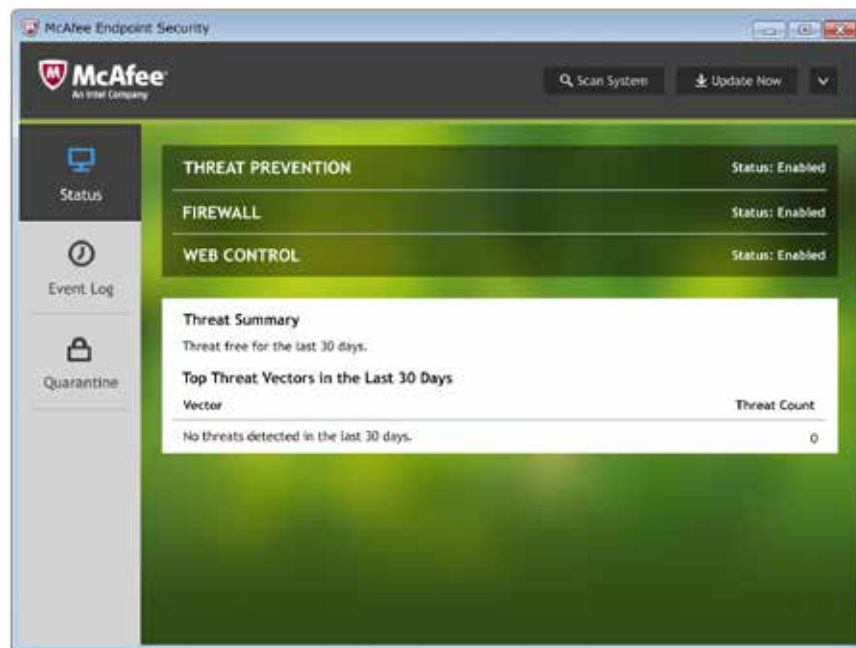 McAfee Endpoint Security
McAfee
An Intel Company
Scan System
Update Now
Status
Event Log
Quarantine
THREAT PREVENTION Status: Enabled
FIREWALL Status: Enabled
WEB CONTROL Status: Enabled
Threat Summary
Threat free for the last 30 days.
Top Threat Vectors in the Last 30 Days
Vector Threat Count
No threats detected in the last 30 days. 0